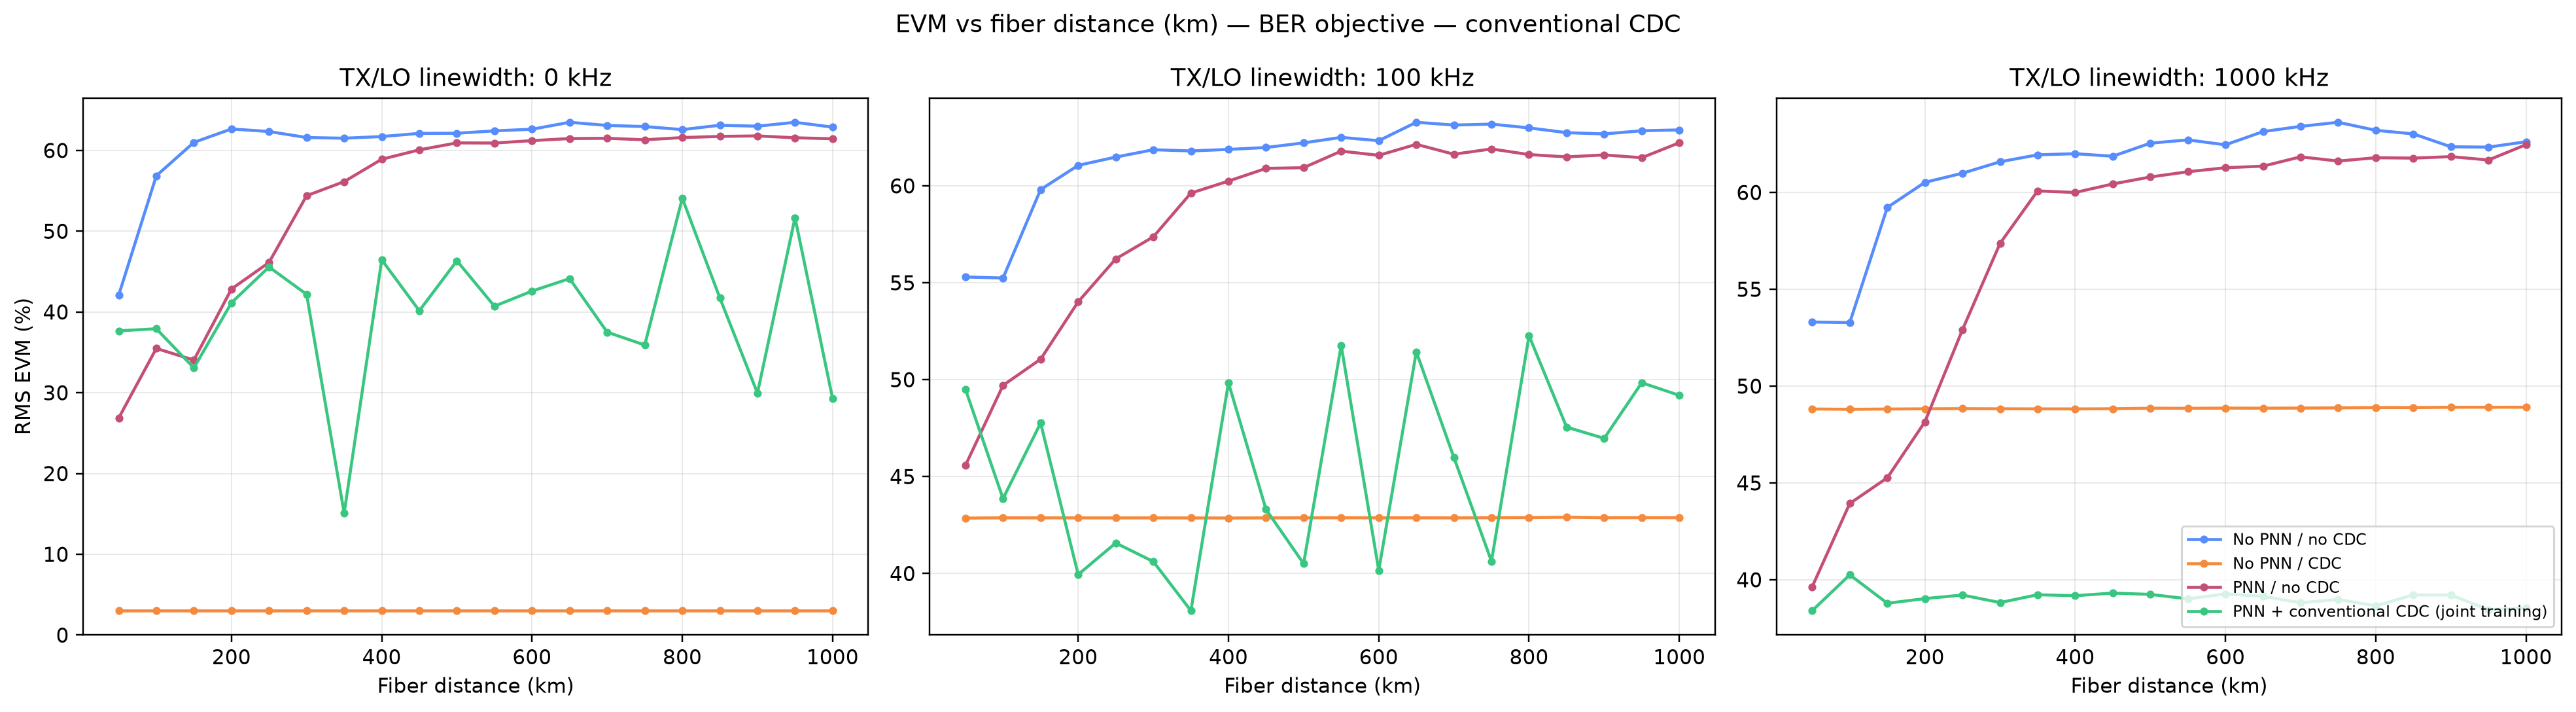 EVM vs fiber distance (km) — BER objective — conventional CDC
TX/LO linewidth: 0 kHz
RMS EVM (%)
60
50
40
30
20
10
0
200 400 600 800 1000
Fiber distance (km)
TX/LO linewidth: 100 kHz
60
55
50
45
40
200 400 600 800 1000
Fiber distance (km)
TX/LO linewidth: 1000 kHz
60
55
50
45
40
No PNN / no CDC
No PNN / CDC
PNN / no CDC
PNN + conventional CDC (joint training)
200 400 600 800 1000
Fiber distance (km)